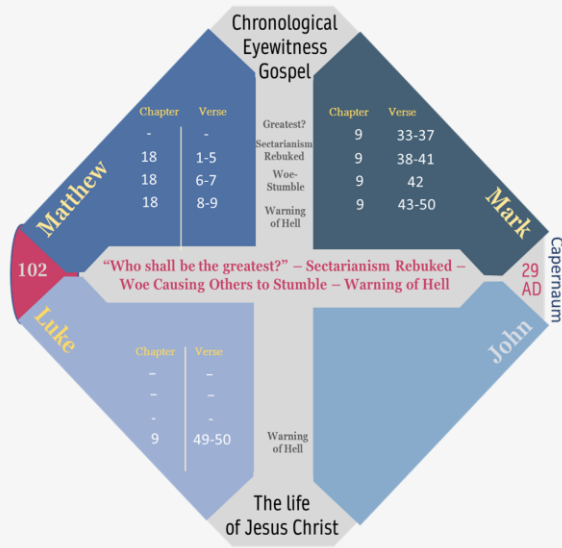 Chronological
Eyewitness
Gospel
Matthew
Chapter Verse
- -
18 1-5
18 6-7
18 8-9
Greatest?
Sectarianism
Rebuked
Woe-
Stumble
Warning
of Hell
Chapter Verse
9 33-37
9 38-41
9 42
9 43-50
Mark
102
“Who shall be the greatest?” – Sectarianism Rebuked –
Woe Causing Others to Stumble – Warning of Hell
29
AD
Capernaum
Luke
Chapter Verse
– –
– –
- -
9 49-50
Warning
of Hell
John
The life
of Jesus Christ